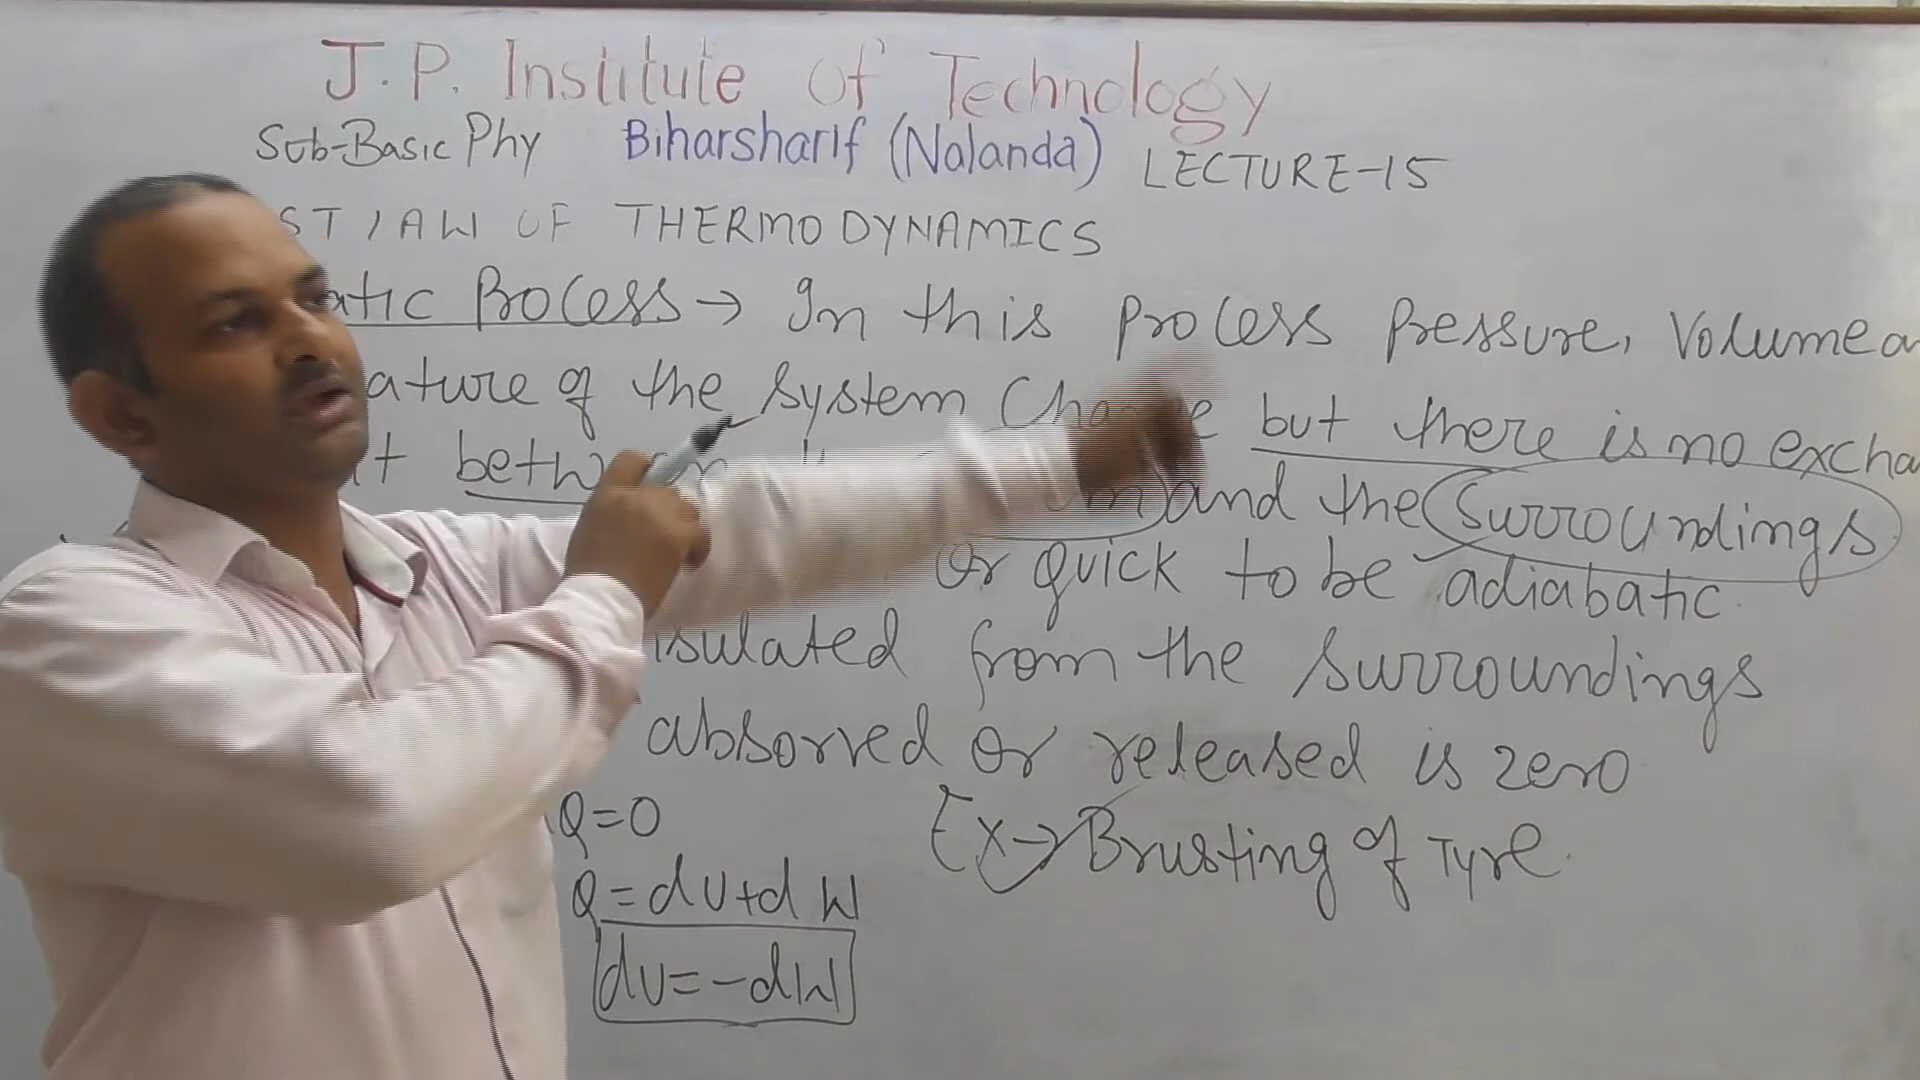 J.P. Institute of Technology
Sub-Basic Phy Biharsharif (Nalanda) LECTURE-15
ST LAW OF THERMODYNAMICS
atic Process → In this process Pressure, Volume a
ature of the system Change but there is no excha
t and the surroundings
or quick to be adiabatic.
sulated from the surroundings
absorved or released is zero
Q=0 Ex→ Brusting of Tyre.
Q=dU+dW
dU=-dW